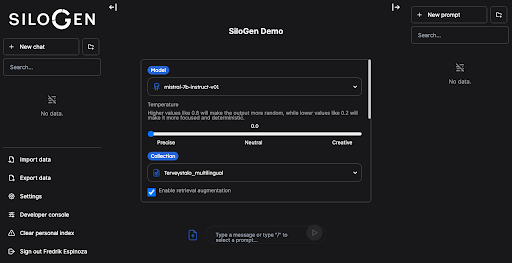 SILOGEN
+ New chat
Search...
No data.
Import data
Export data
Settings
Developer console
Clear personal index
Sign out Fredrik Espinoza
SiloGen Demo
Model
mistral-7b-instruct-v01
Temperature
Higher values like 0.8 will make the output more random, while lower values like 0.2 will
make it more focused and deterministic.
0.0
Precise Neutral Creative
Collection
Terveystalo_multilingual
Enable retrieval augmentation
Type a message or type "/" to
select a prompt...
+ New prompt
Search...
No data.